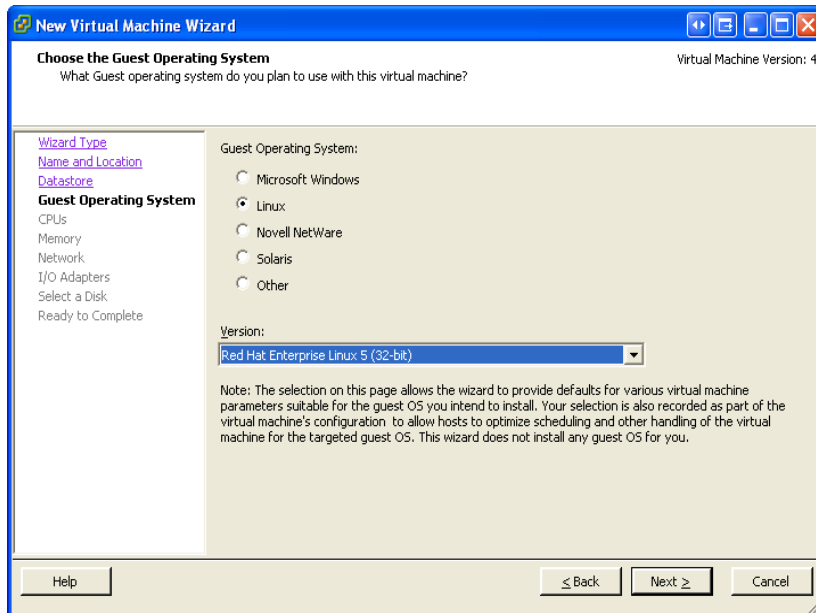 New Virtual Machine Wizard
Choose the Guest Operating System
What Guest operating system do you plan to use with this virtual machine?
Virtual Machine Version: 4
Wizard Type
Name and Location
Datastore
Guest Operating System
CPUs
Memory
Network
I/O Adapters
Select a Disk
Ready to Complete
Guest Operating System:
Microsoft Windows
Linux
Novell NetWare
Solaris
Other
Version:
Red Hat Enterprise Linux 5 (32-bit)
Note: The selection on this page allows the wizard to provide defaults for various virtual machine
parameters suitable for the guest OS you intend to install. Your selection is also recorded as part of the
virtual machine's configuration to allow hosts to optimize scheduling and other handling of the virtual
machine for the targeted guest OS. This wizard does not install any guest OS for you.
Help
< Back
Next >
Cancel